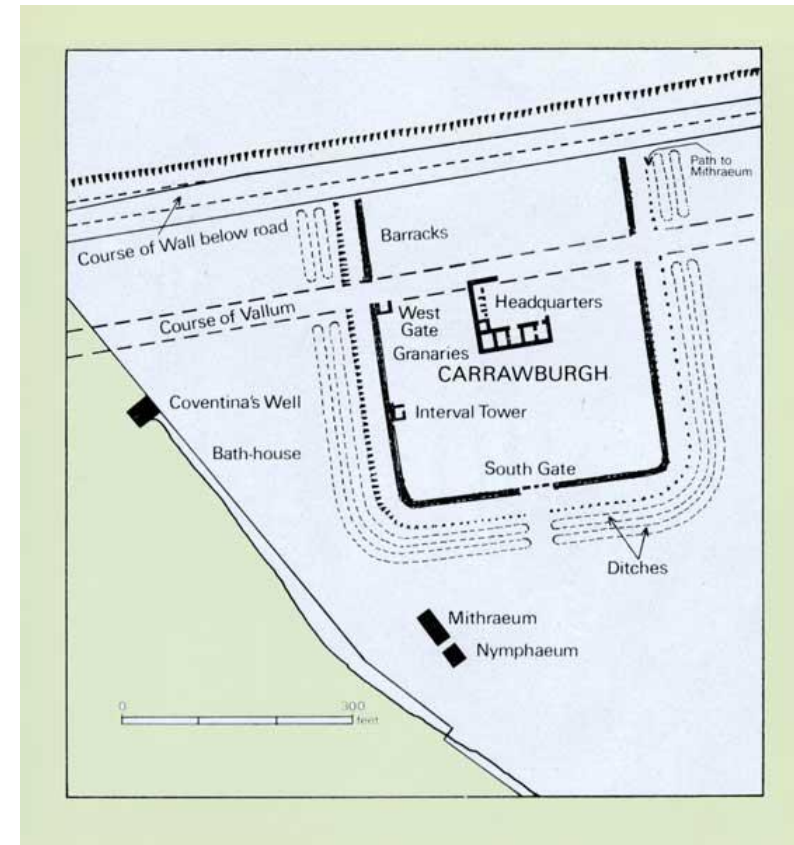 Path to
Mithraeum
Course of Wall below road
Barracks
Course of Vallum
West
Gate
Headquarters
Granaries
CARRAWBURGH
Coventina's Well
Interval Tower
Bath-house
South Gate
Ditches
Mithraeum
Nymphaeum
0
300
feet